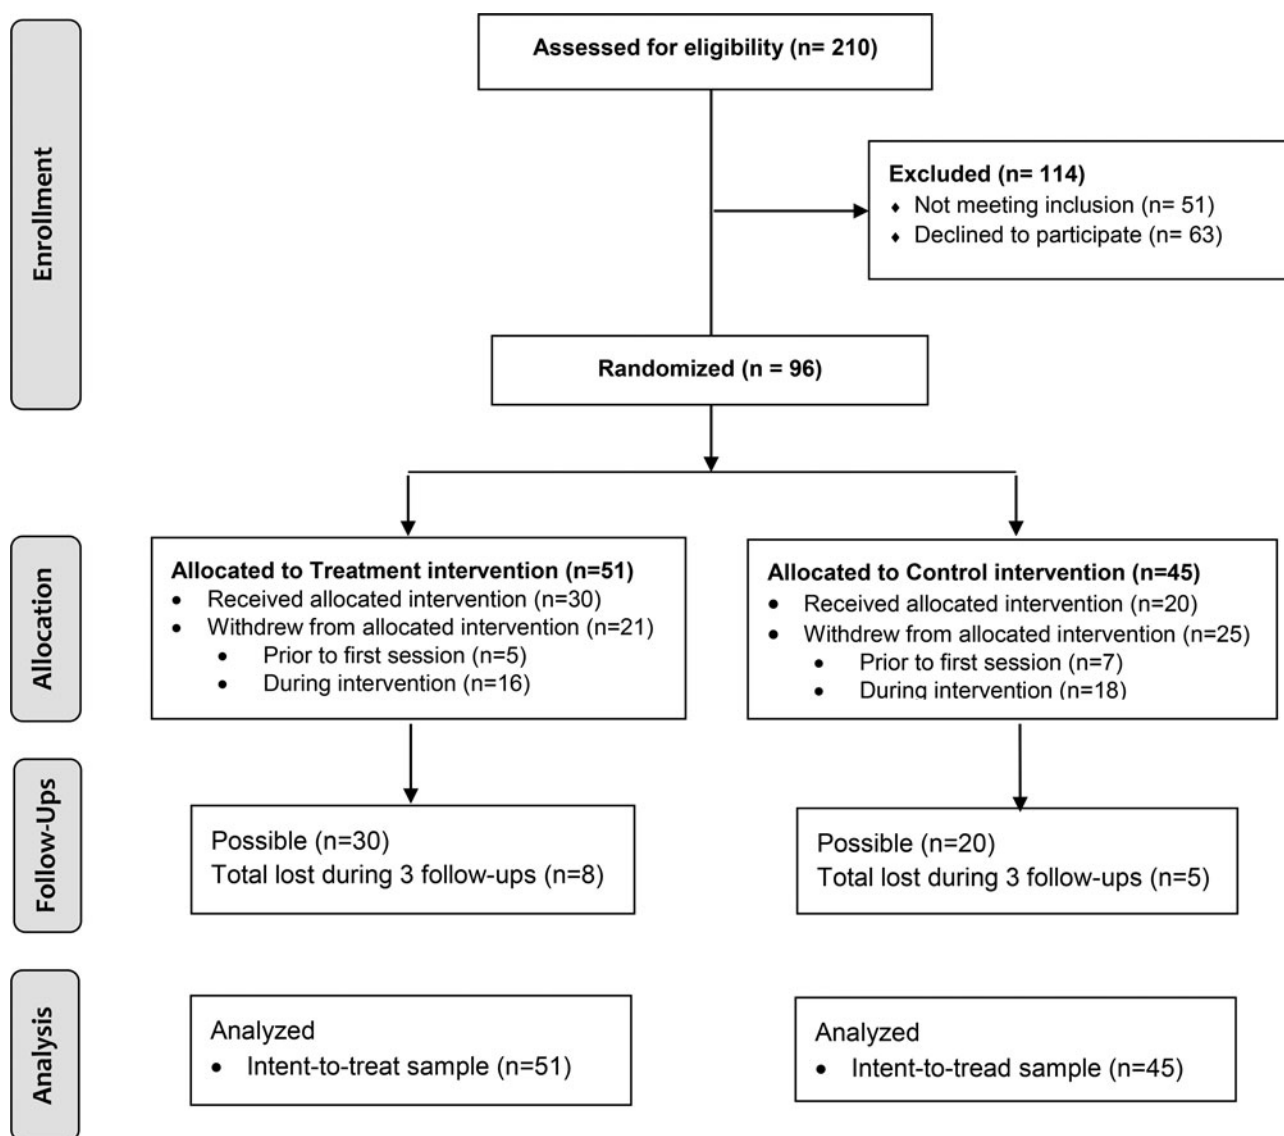 Enrollment
Assessed for eligibility (n= 210)
Excluded (n= 114)
♦ Not meeting inclusion (n= 51)
♦ Declined to participate (n= 63)
Randomized (n = 96)
Allocation
Allocated to Treatment intervention (n=51)
• Received allocated intervention (n=30)
• Withdrew from allocated intervention (n=21)
• Prior to first session (n=5)
• During intervention (n=16)
Allocated to Control intervention (n=45)
• Received allocated intervention (n=20)
• Withdrew from allocated intervention (n=25)
• Prior to first session (n=7)
• During intervention (n=18)
Follow-Ups
Possible (n=30)
Total lost during 3 follow-ups (n=8)
Possible (n=20)
Total lost during 3 follow-ups (n=5)
Analysis
Analyzed
• Intent-to-treat sample (n=51)
Analyzed
• Intent-to-tread sample (n=45)